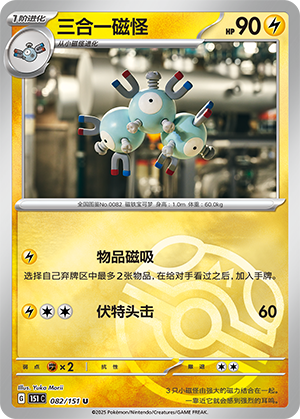 1阶进化
三合一磁怪
HP 90
从小磁怪进化
全国图鉴No.0082 磁铁宝可梦 身高：1.0m 体重：60.0kg
物品磁吸
选择自己弃牌区中最多2张物品，在给对手看过之后，加入手牌。
伏特头击 60
弱点 ×2 抵抗力 撤退
Illus. Yuka Morii
G 151 C 082/151 U
3只小磁怪由强大的磁力结合在一起。
一靠近它就会感到强烈的耳鸣。
©2025 Pokémon/Nintendo/Creatures/GAME FREAK.